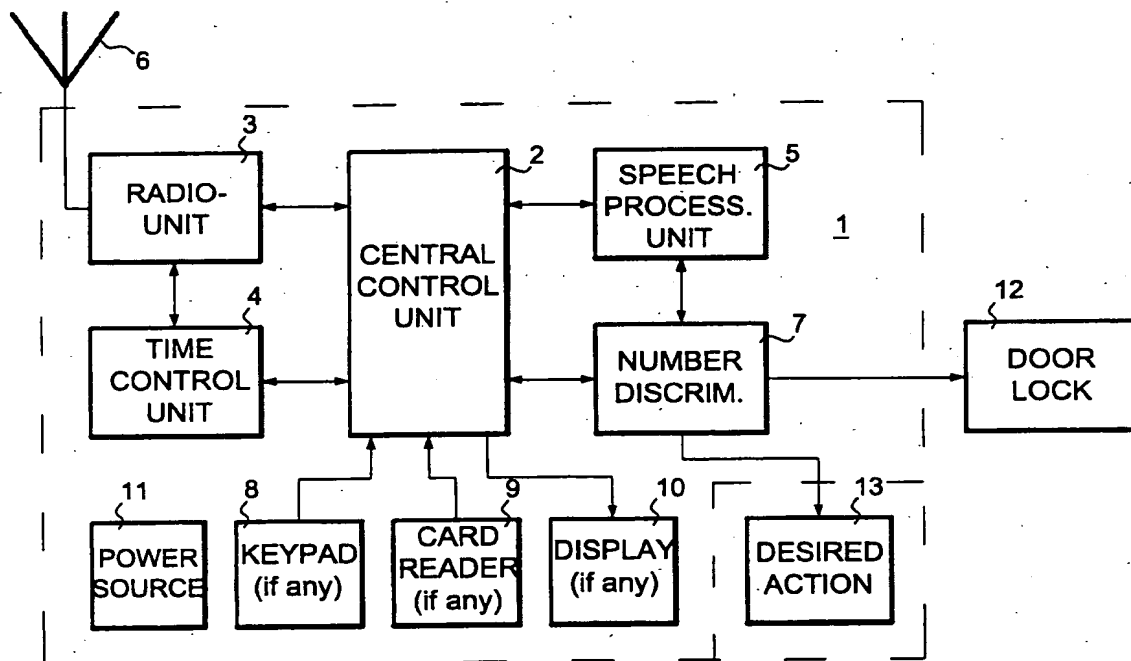 6
3
RADIO-
UNIT
2
CENTRAL
CONTROL
UNIT
5
SPEECH
PROCESS.
UNIT
1
4
TIME
CONTROL
UNIT
7
NUMBER
DISCRIM.
12
DOOR
LOCK
11
POWER
SOURCE
8
KEYPAD
(if any)
9
CARD
READER
(if any)
10
DISPLAY
(if any)
13
DESIRED
ACTION